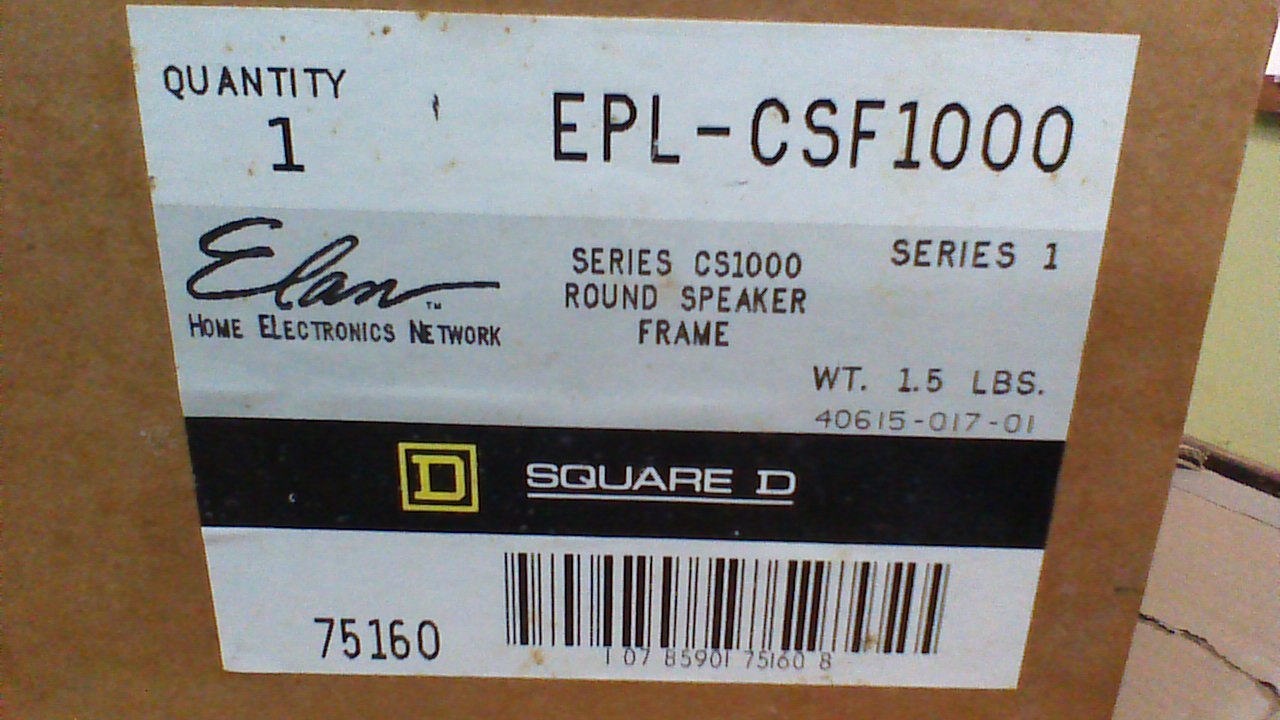 QUANTITY
1
EPL-CSF1000
Elan™
HOME ELECTRONICS NETWORK
SERIES CS1000
ROUND SPEAKER
FRAME
SERIES 1
WT. 1.5 LBS.
40615-017-01
D
SQUARE D
75160
1 07 85901 75160 8